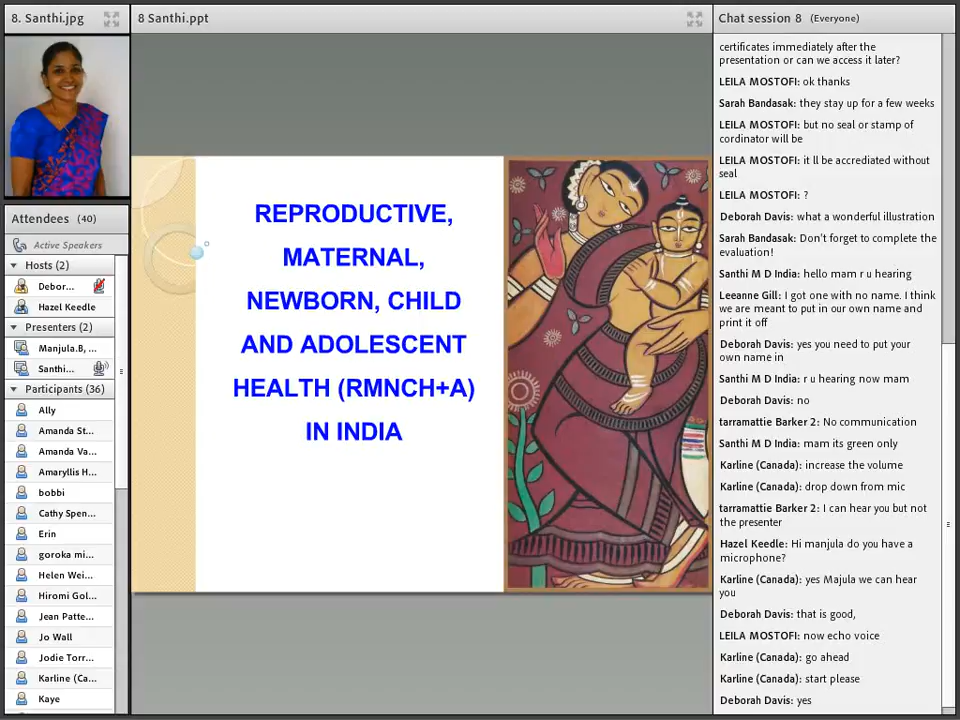 8. Santhi.jpg
8 Santhi.ppt
Chat session 8 (Everyone)
Attendees (40)
Active Speakers
Hosts (2)
Debor...
Hazel Keedle
Presenters (2)
Manjula.B, ...
Santhi...
Participants (36)
Ally
Amanda St...
Amanda Va...
Amaryllis H...
bobbi
Cathy Spen...
Erin
goroka mi...
Helen Wei...
Hiromi Gol...
Jean Patte...
Jo Wall
Jodie Torr...
Karline (Ca...
Kaye
REPRODUCTIVE,
MATERNAL,
NEWBORN, CHILD
AND ADOLESCENT
HEALTH (RMNCH+A)
IN INDIA
certificates immediately after the
presentation or can we access it later?
LEILA MOSTOFI: ok thanks
Sarah Bandasak: they stay up for a few weeks
LEILA MOSTOFI: but no seal or stamp of
cordinator will be
LEILA MOSTOFI: it ll be accrediated without
seal
LEILA MOSTOFI: ?
Deborah Davis: what a wonderful illustration
Sarah Bandasak: Don't forget to complete the
evaluation!
Santhi M D India: hello mam r u hearing
Leeanne Gill: I got one with no name. I think
we are meant to put in our own name and
print it off
Deborah Davis: yes you need to put your
own name in
Santhi M D India: r u hearing now mam
Deborah Davis: no
tarramattie Barker 2: No communication
Santhi M D India: mam its green only
Karline (Canada): increase the volume
Karline (Canada): drop down from mic
tarramattie Barker 2: I can hear you but not
the presenter
Hazel Keedle: Hi manjula do you have a
microphone?
Karline (Canada): yes Majula we can hear
you
Deborah Davis: that is good,
LEILA MOSTOFI: now echo voice
Karline (Canada): go ahead
Karline (Canada): start please
Deborah Davis: yes